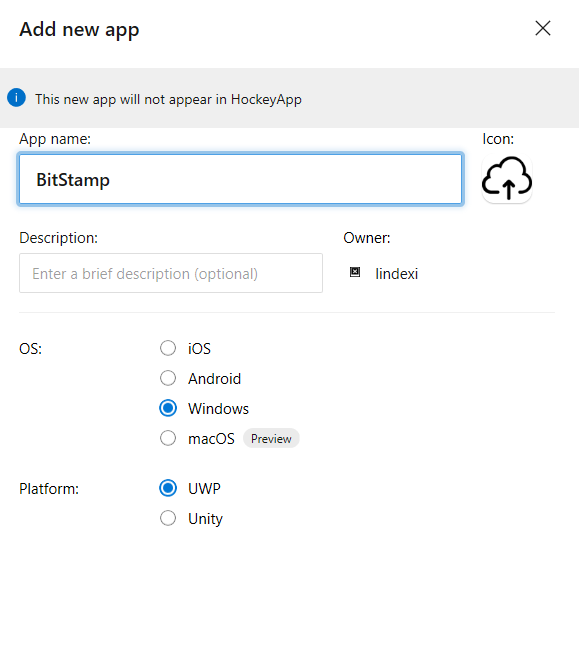 Add new app
This new app will not appear in HockeyApp
App name:
Icon:
BitStamp
Description:
Owner:
Enter a brief description (optional)
lindexi
OS:
iOS
Android
Windows
macOS Preview
Platform:
UWP
Unity